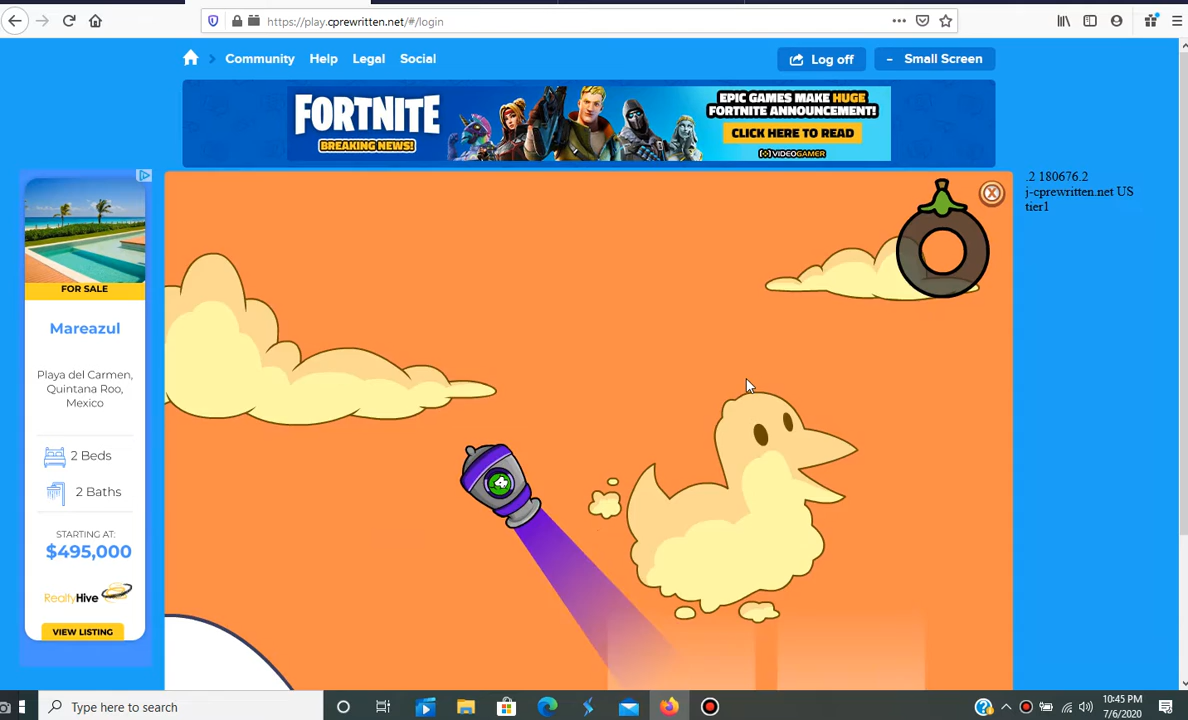 https://play.cprewritten.net/#/login
Community Help Legal Social
Log off
Small Screen
FORTNITE
BREAKING NEWS!
EPIC GAMES MAKE HUGE
FORTNITE ANNOUNCEMENT!
CLICK HERE TO READ
VIDEOGAMER
.2 180676.2
j-cprewritten.net US
tier1
FOR SALE
Mareazul
Playa del Carmen,
Quintana Roo,
Mexico
2 Beds
2 Baths
STARTING AT:
$495,000
RealtyHive
VIEW LISTING
Type here to search
10:45 PM
7/6/2020